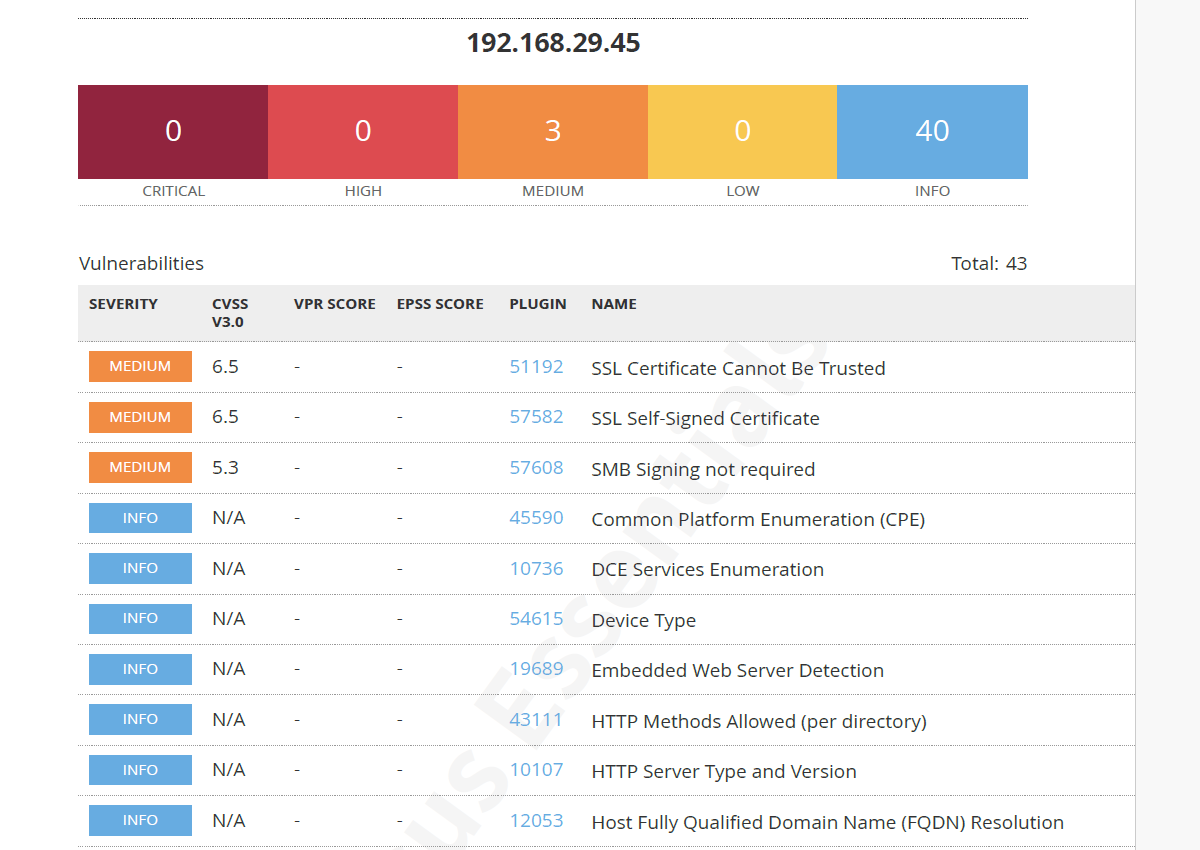 192.168.29.45
0 0 3 0 40
CRITICAL HIGH MEDIUM LOW INFO
Vulnerabilities Total: 43
SEVERITY CVSS V3.0 VPR SCORE EPSS SCORE PLUGIN NAME
MEDIUM 6.5 - - 51192 SSL Certificate Cannot Be Trusted
MEDIUM 6.5 - - 57582 SSL Self-Signed Certificate
MEDIUM 5.3 - - 57608 SMB Signing not required
INFO N/A - - 45590 Common Platform Enumeration (CPE)
INFO N/A - - 10736 DCE Services Enumeration
INFO N/A - - 54615 Device Type
INFO N/A - - 19689 Embedded Web Server Detection
INFO N/A - - 43111 HTTP Methods Allowed (per directory)
INFO N/A - - 10107 HTTP Server Type and Version
INFO N/A - - 12053 Host Fully Qualified Domain Name (FQDN) Resolution
us Essentials